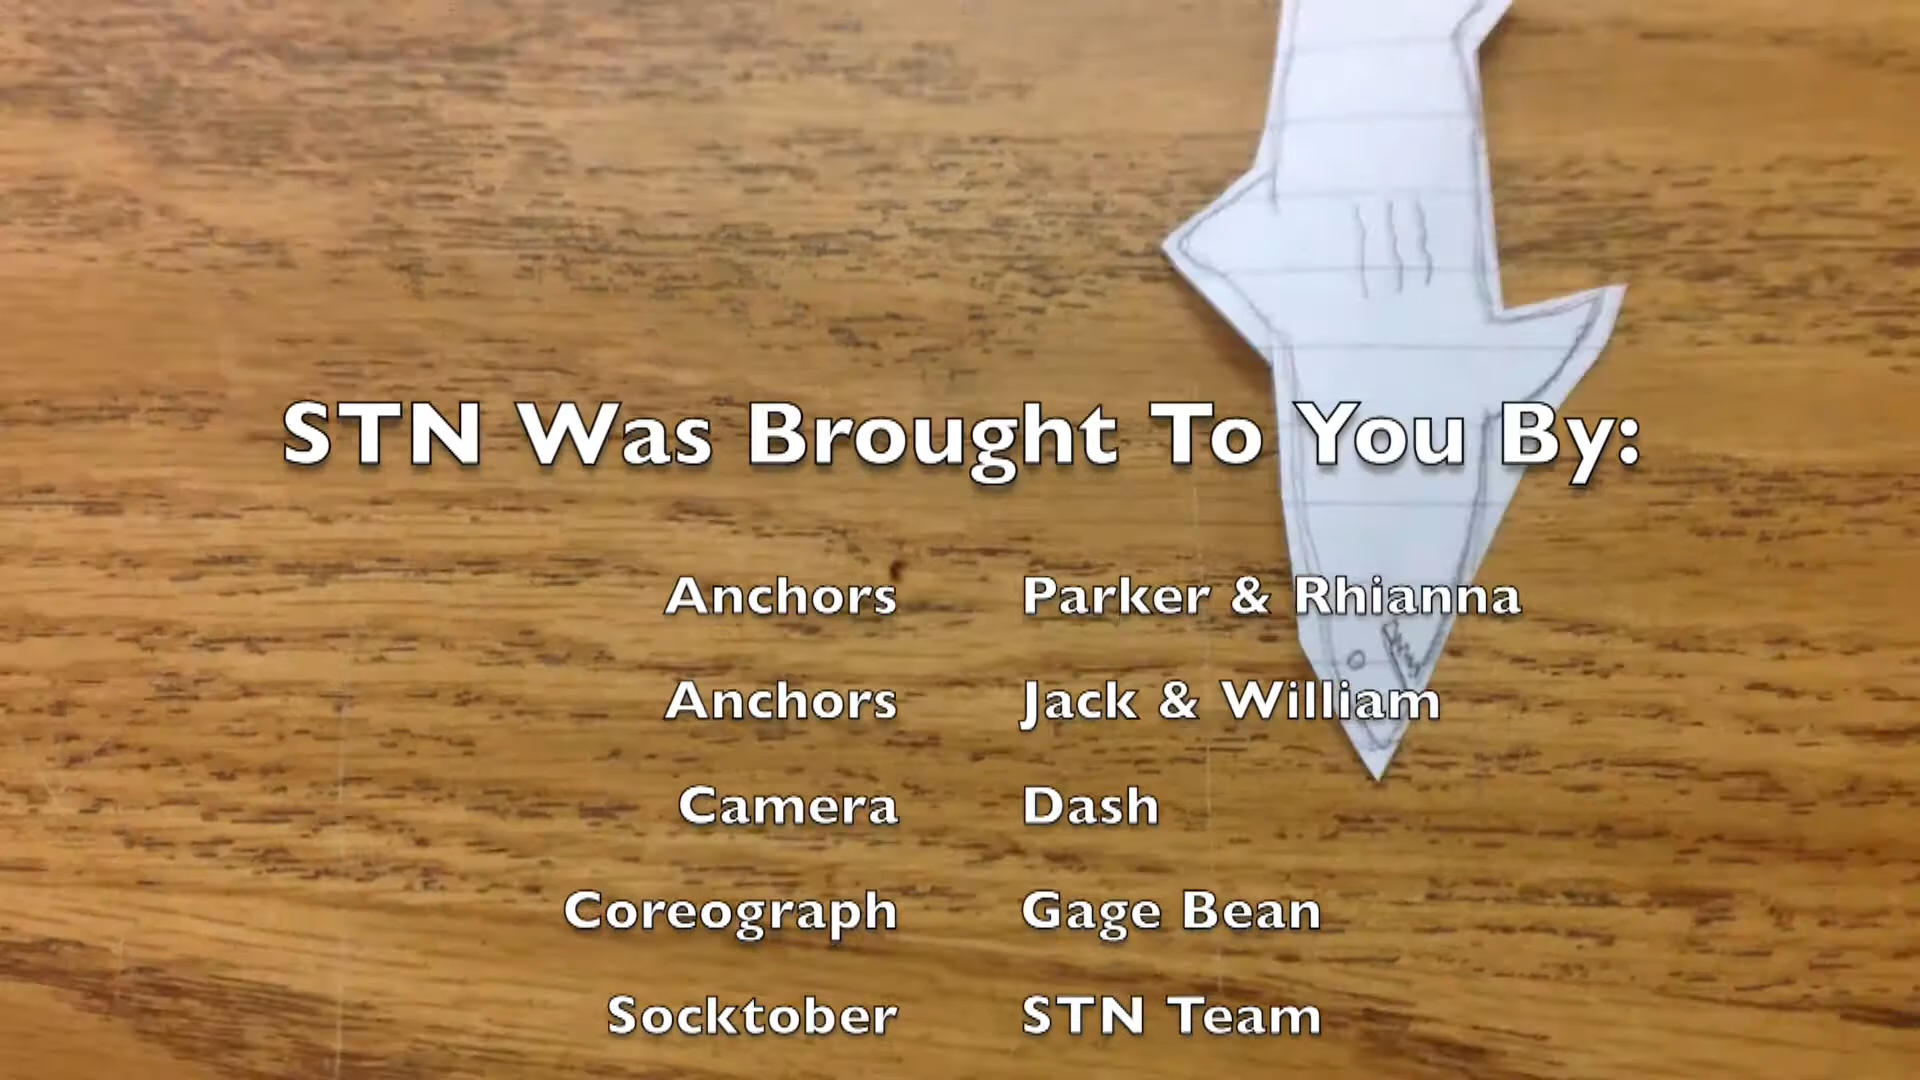 STN Was Brought To You By:
Anchors Parker & Rhianna
Anchors Jack & William
Camera Dash
Coreograph Gage Bean
Socktober STN Team